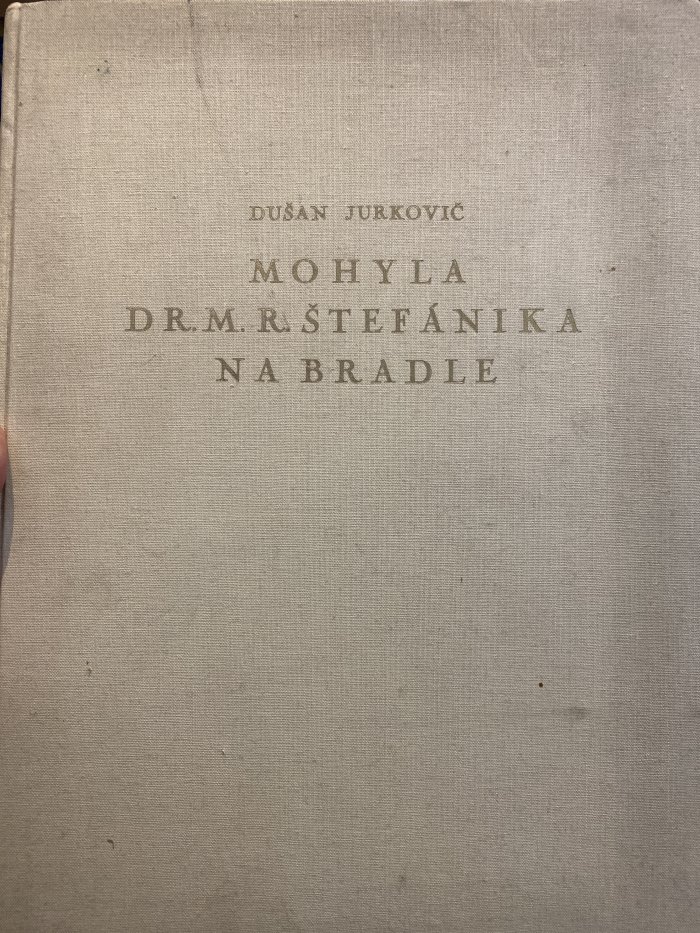 DUŠAN JURKOVIČ
MOHYLA
DR. M. R. ŠTEFÁNIKA
NA BRADLE